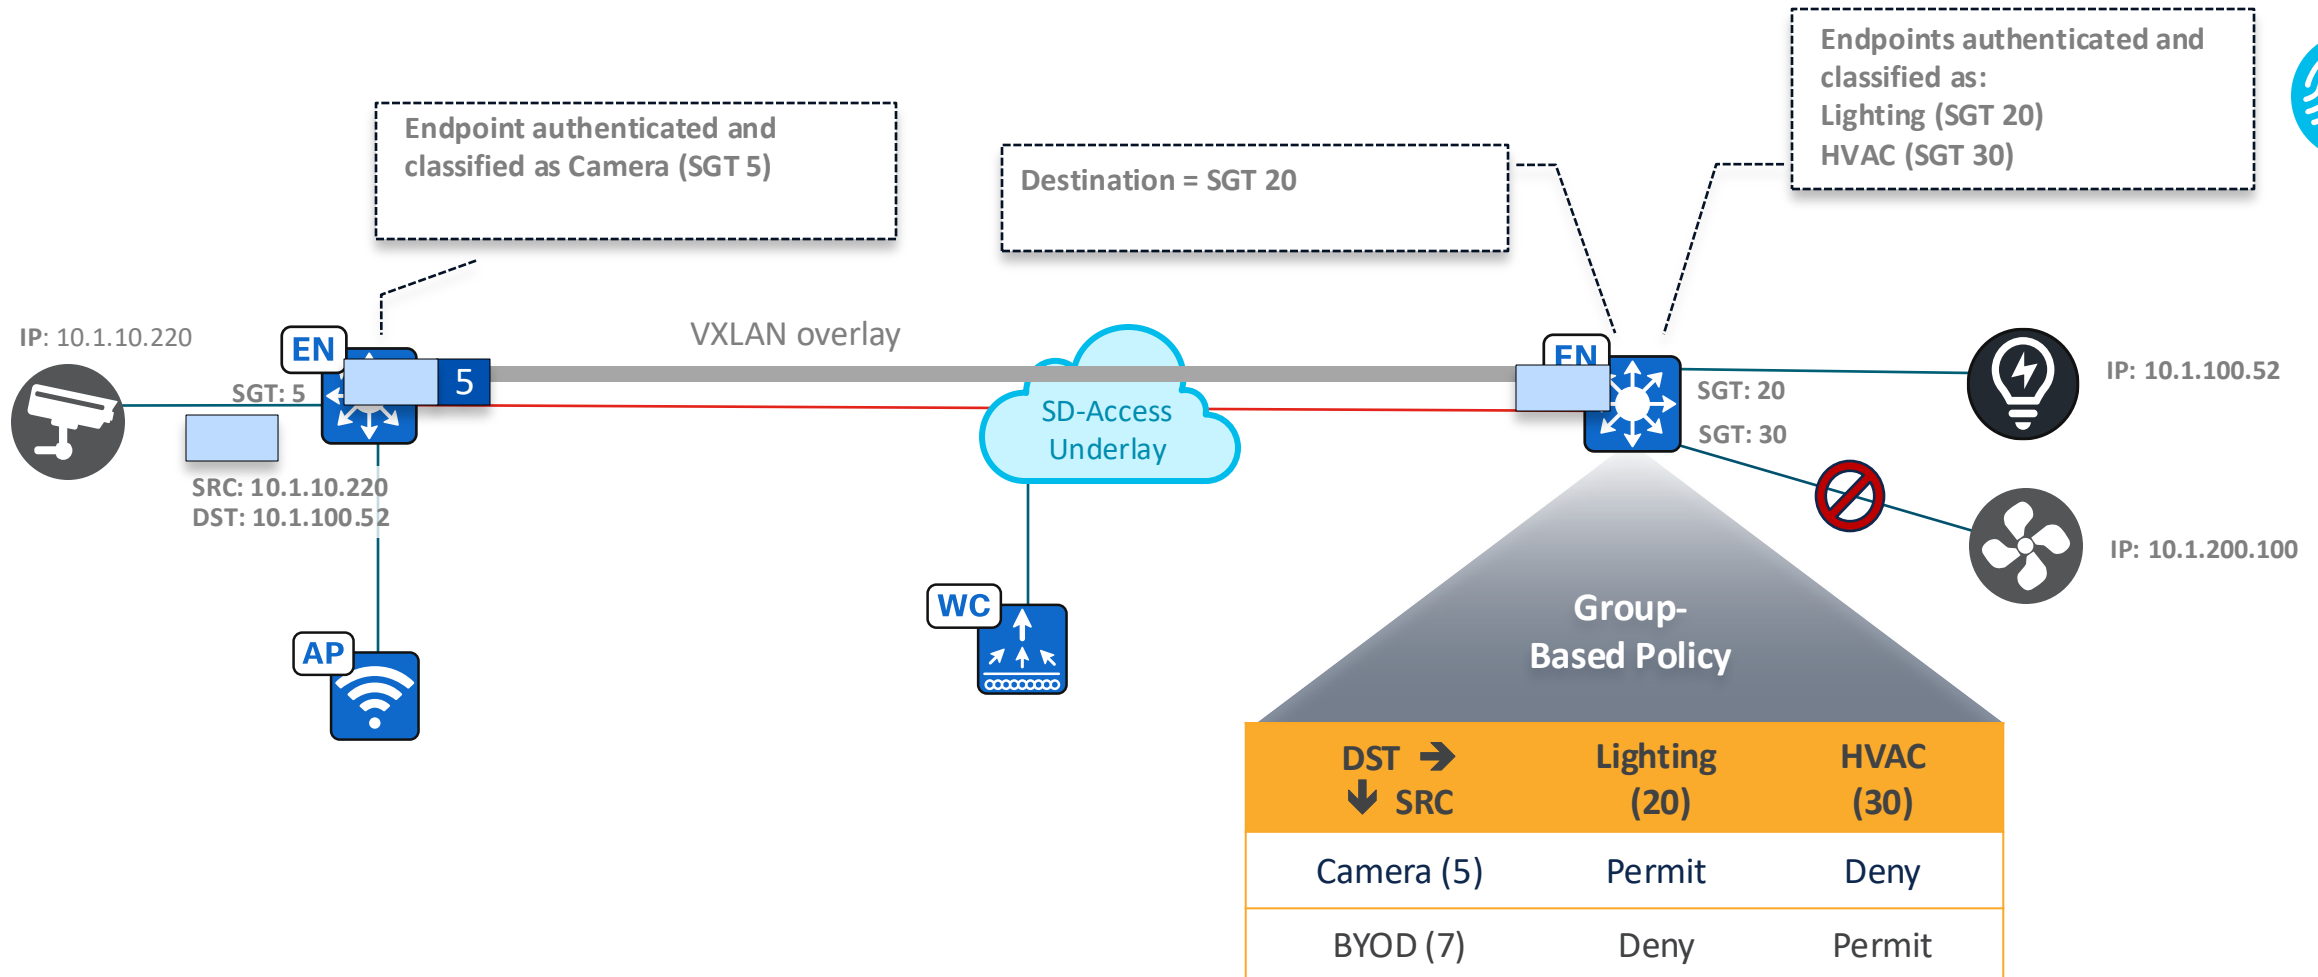 Endpoints authenticated and
classified as:
Lighting (SGT 20)
HVAC (SGT 30)
Endpoint authenticated and
classified as Camera (SGT 5)
Destination = SGT 20
IP: 10.1.10.220
EN
VXLAN overlay
EN
SGT: 5
5
SD-Access
Underlay
SGT: 20
SGT: 30
IP: 10.1.100.52
SRC: 10.1.10.220
DST: 10.1.100.52
IP: 10.1.200.100
WC
AP
Group-
Based Policy
DST → Lighting HVAC
↓ SRC (20) (30)
Camera (5) Permit Deny
BYOD (7) Deny Permit